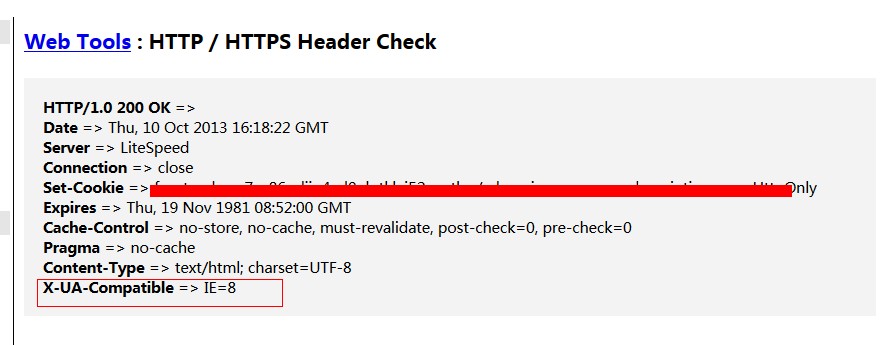 Web Tools : HTTP / HTTPS Header Check
HTTP/1.0 200 OK =>
Date => Thu, 10 Oct 2013 16:18:22 GMT
Server => LiteSpeed
Connection => close
Set-Cookie => Only
Expires => Thu, 19 Nov 1981 08:52:00 GMT
Cache-Control => no-store, no-cache, must-revalidate, post-check=0, pre-check=0
Pragma => no-cache
Content-Type => text/html; charset=UTF-8
X-UA-Compatible => IE=8